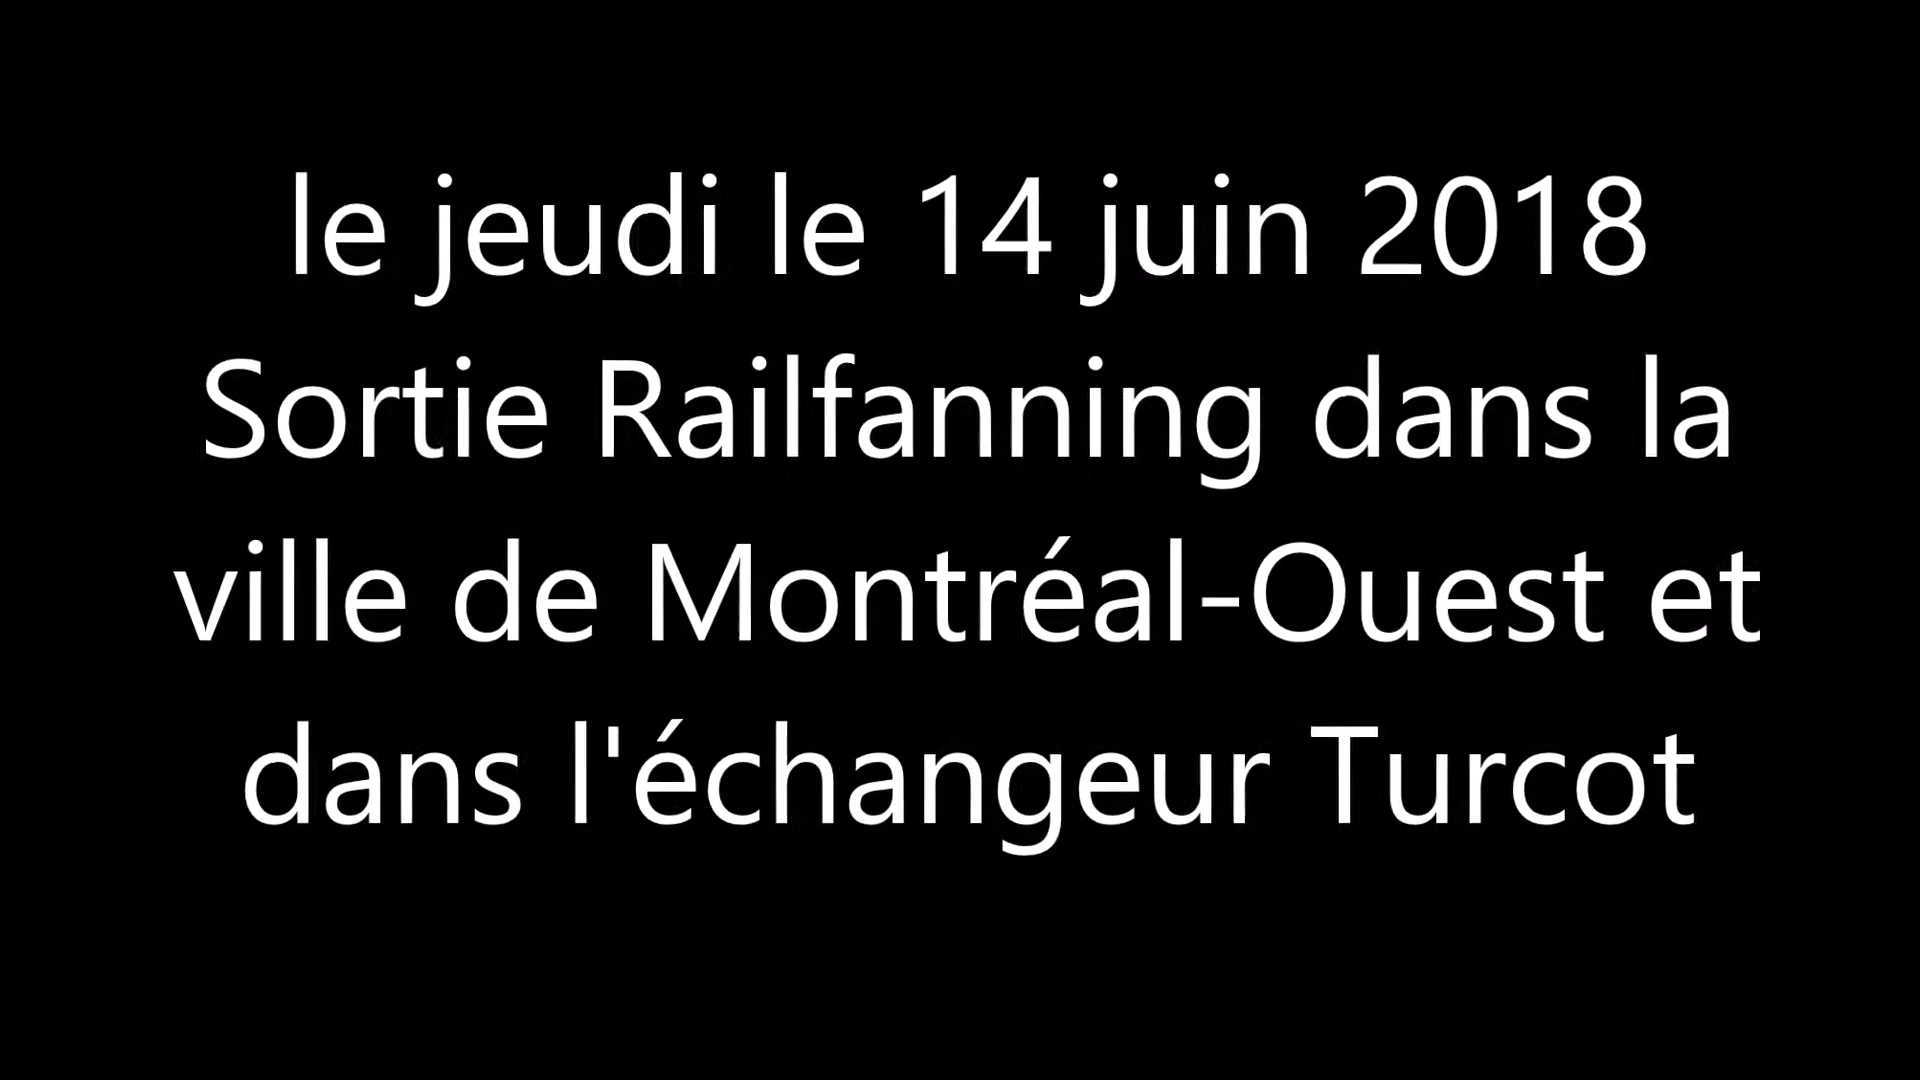 le jeudi le 14 juin 2018
Sortie Railfanning dans la
ville de Montréal-Ouest et
dans l'échangeur Turcot